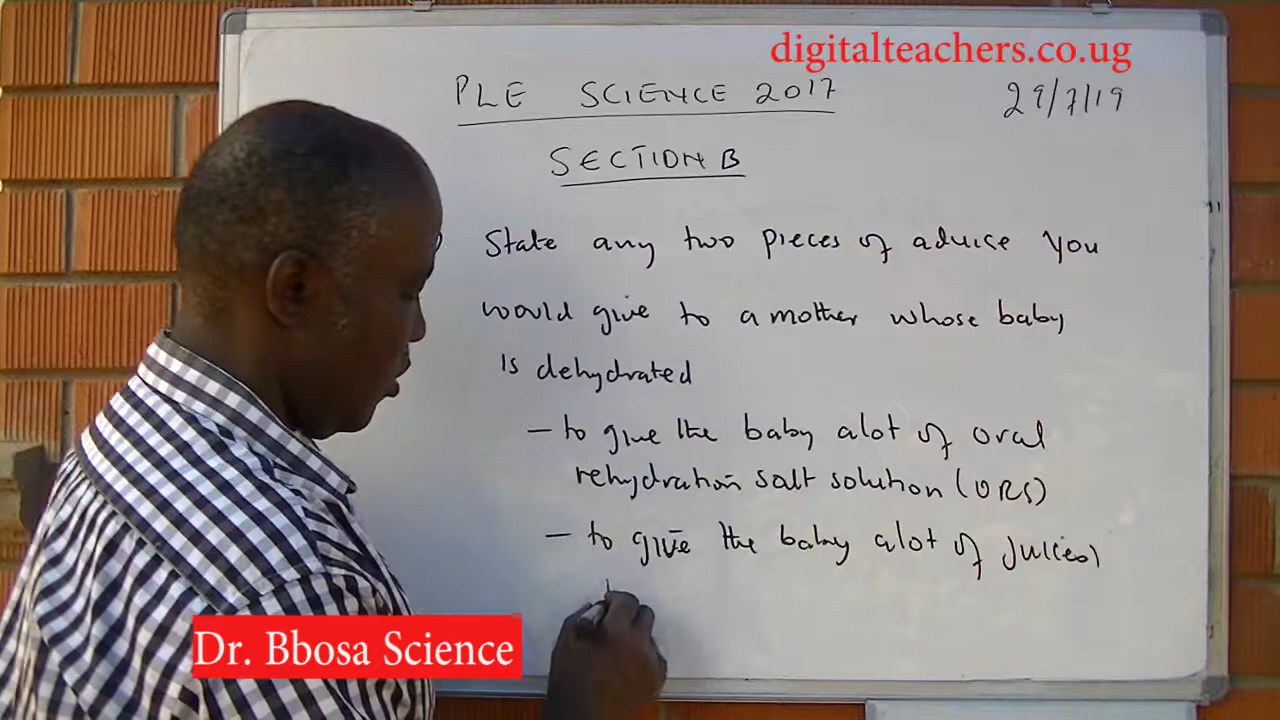 digitalteachers.co.ug
PLE SCIENCE 2017
29/7/19
SECTION B
State any two pieces of advice you
would give to a mother whose baby
is dehydrated
- to give the baby alot of oral
rehydration salt solution (ORS)
- to give the baby alot of juices,
Dr. Bbosa Science